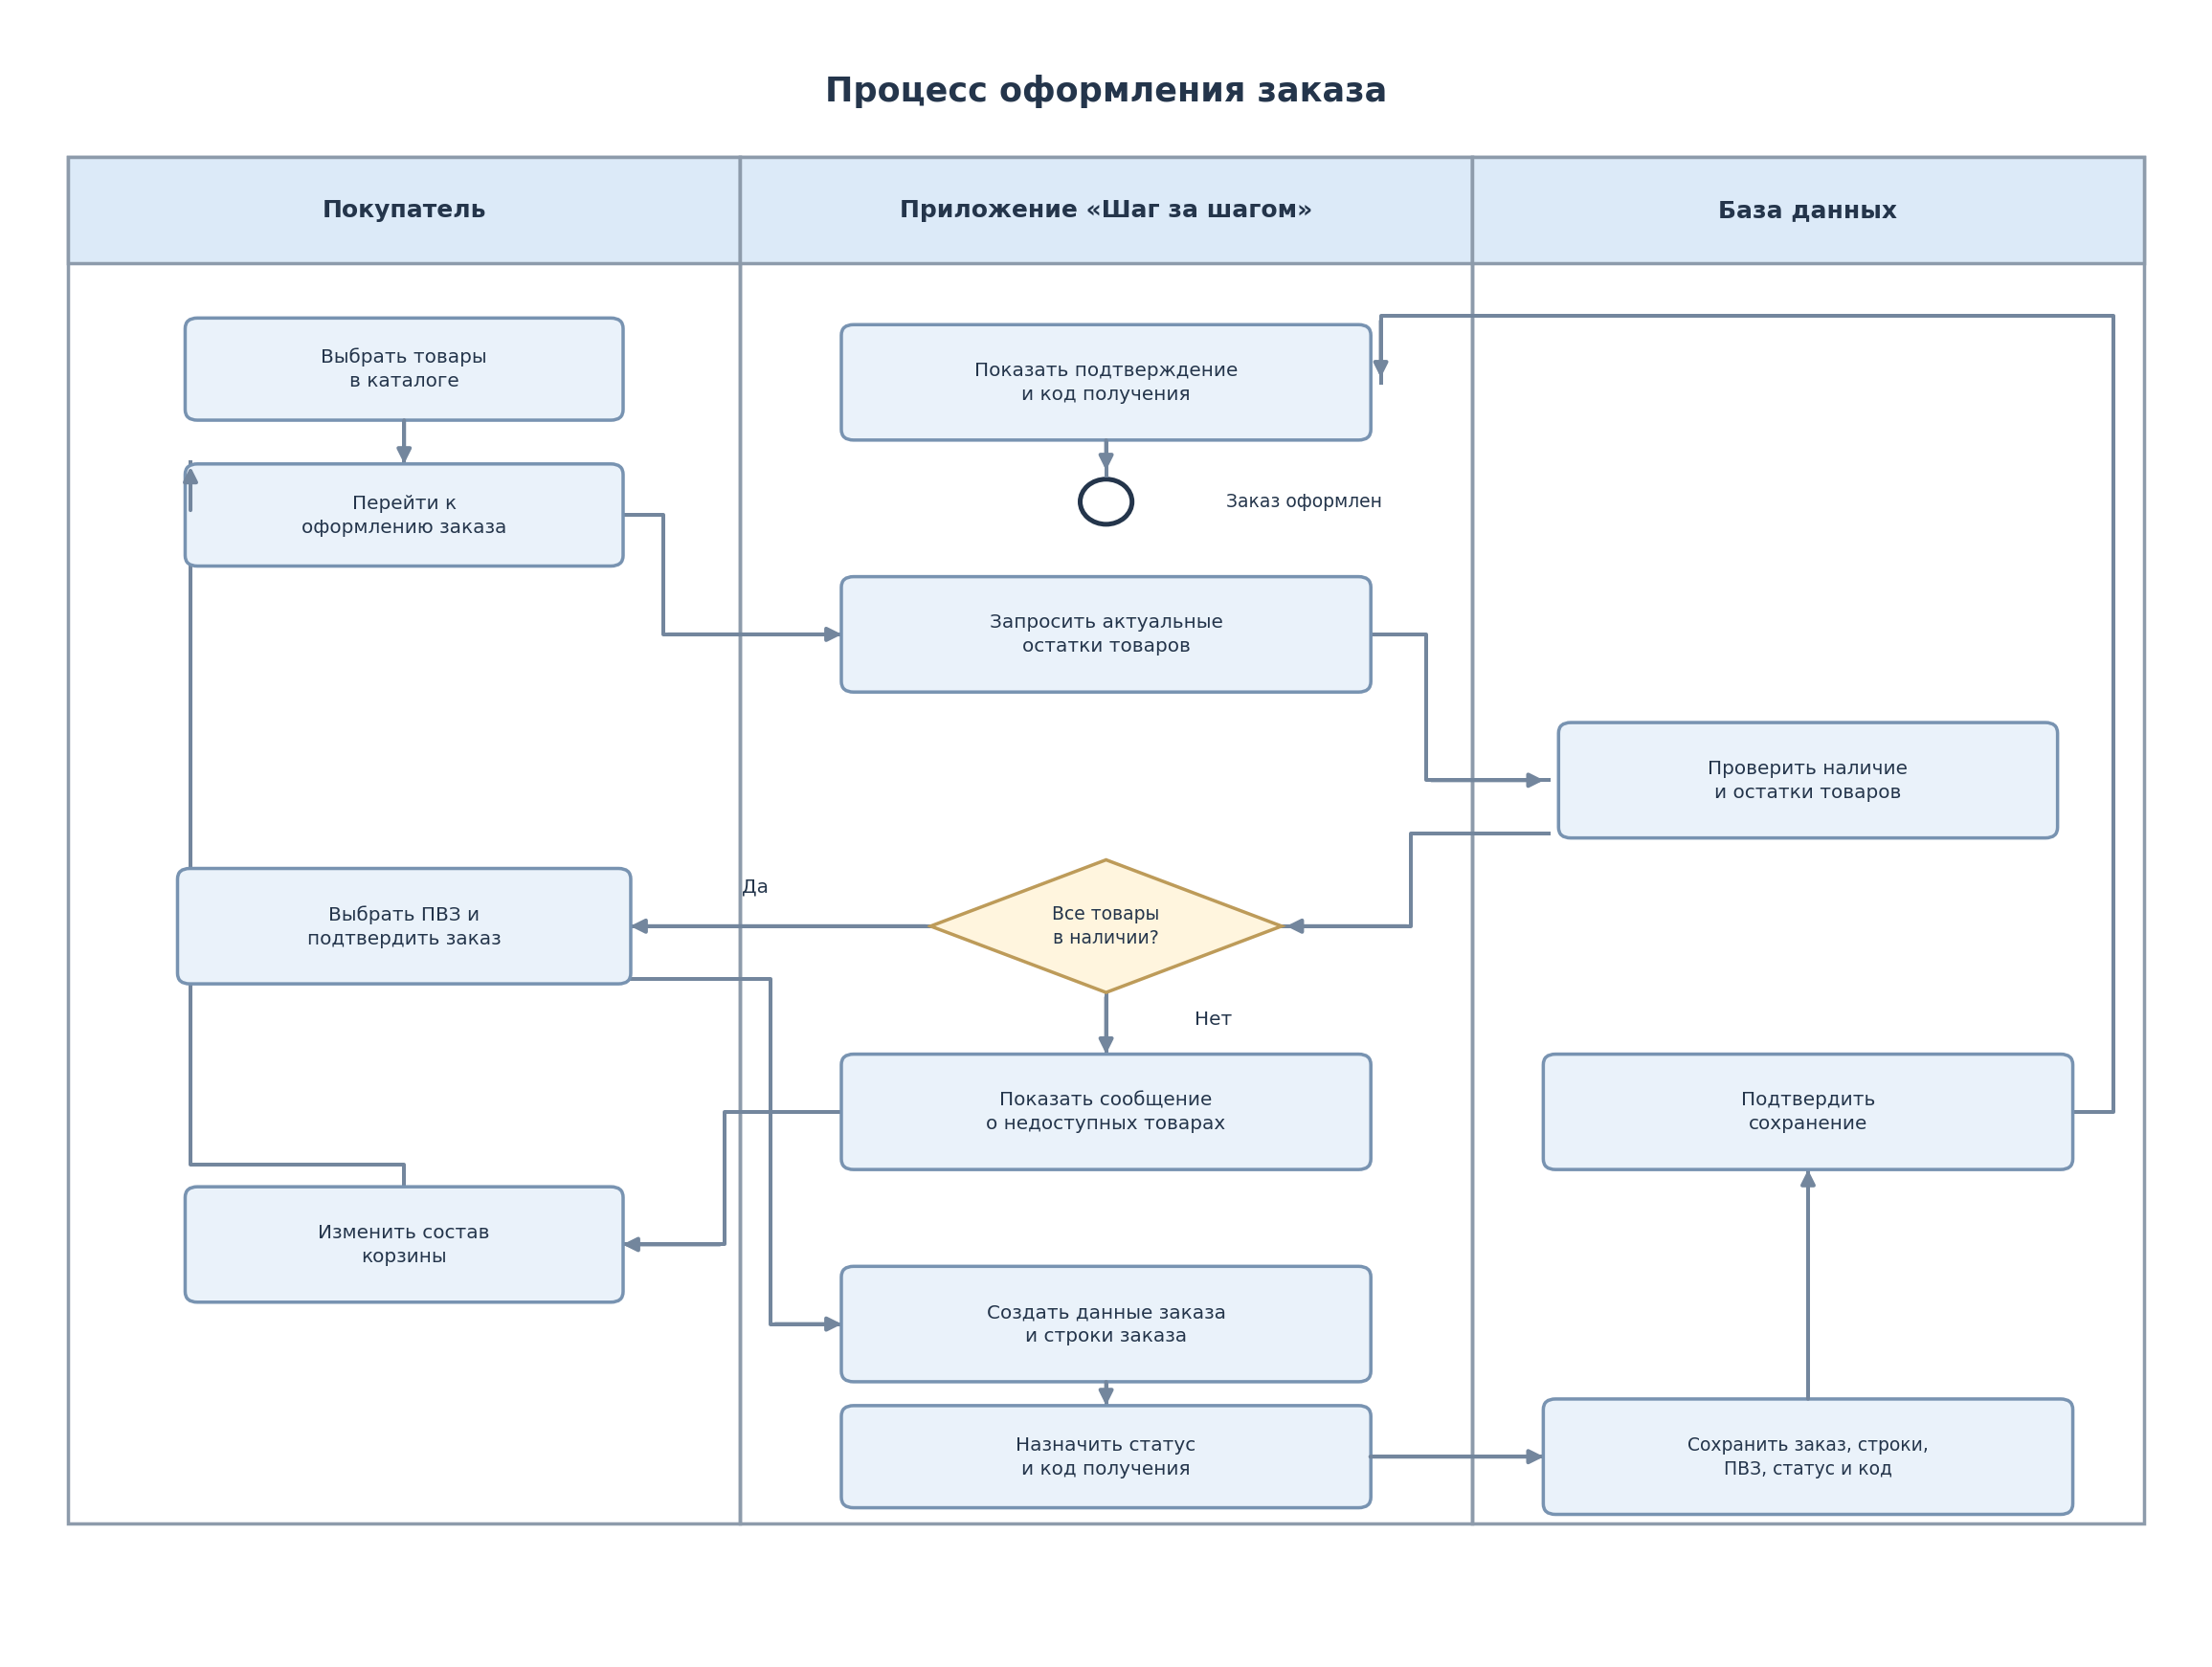 Процесс оформления заказа
Покупатель
Приложение «Шаг за шагом»
База данных
Выбрать товары
в каталоге
Показать подтверждение
и код получения
Перейти к
оформлению заказа
Заказ оформлен
Запросить актуальные
остатки товаров
Проверить наличие
и остатки товаров
Да
Выбрать ПВЗ и
подтвердить заказ
Все товары
в наличии?
Нет
Показать сообщение
о недоступных товарах
Подтвердить
сохранение
Изменить состав
корзины
Создать данные заказа
и строки заказа
Назначить статус
и код получения
Сохранить заказ, строки,
ПВЗ, статус и код